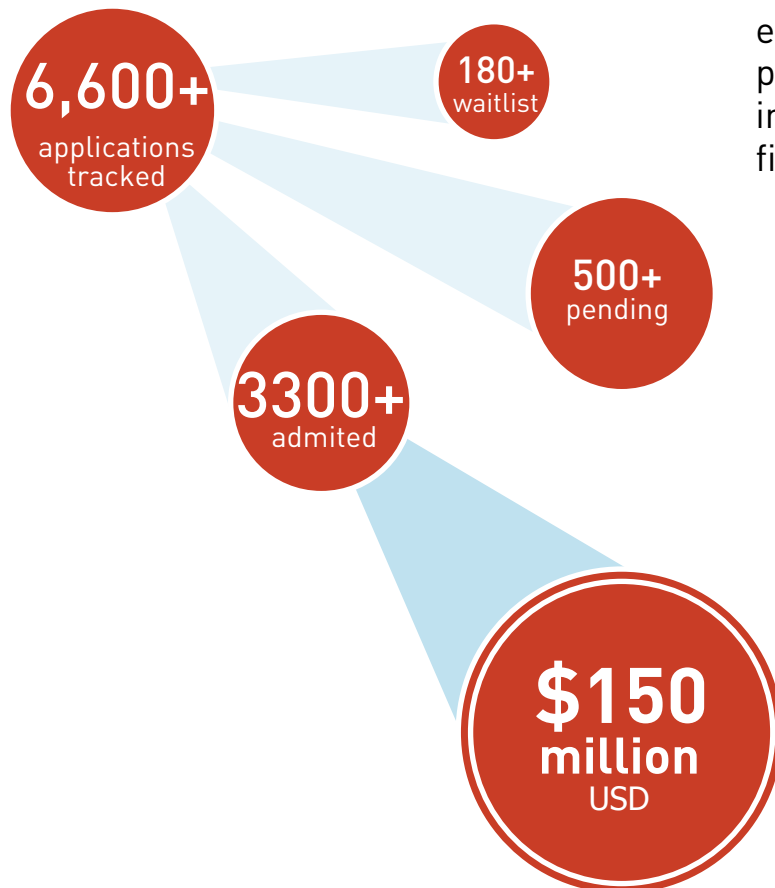 6,600+
applications
tracked
180+
waitlist
500+
pending
3300+
admited
$150
million
USD